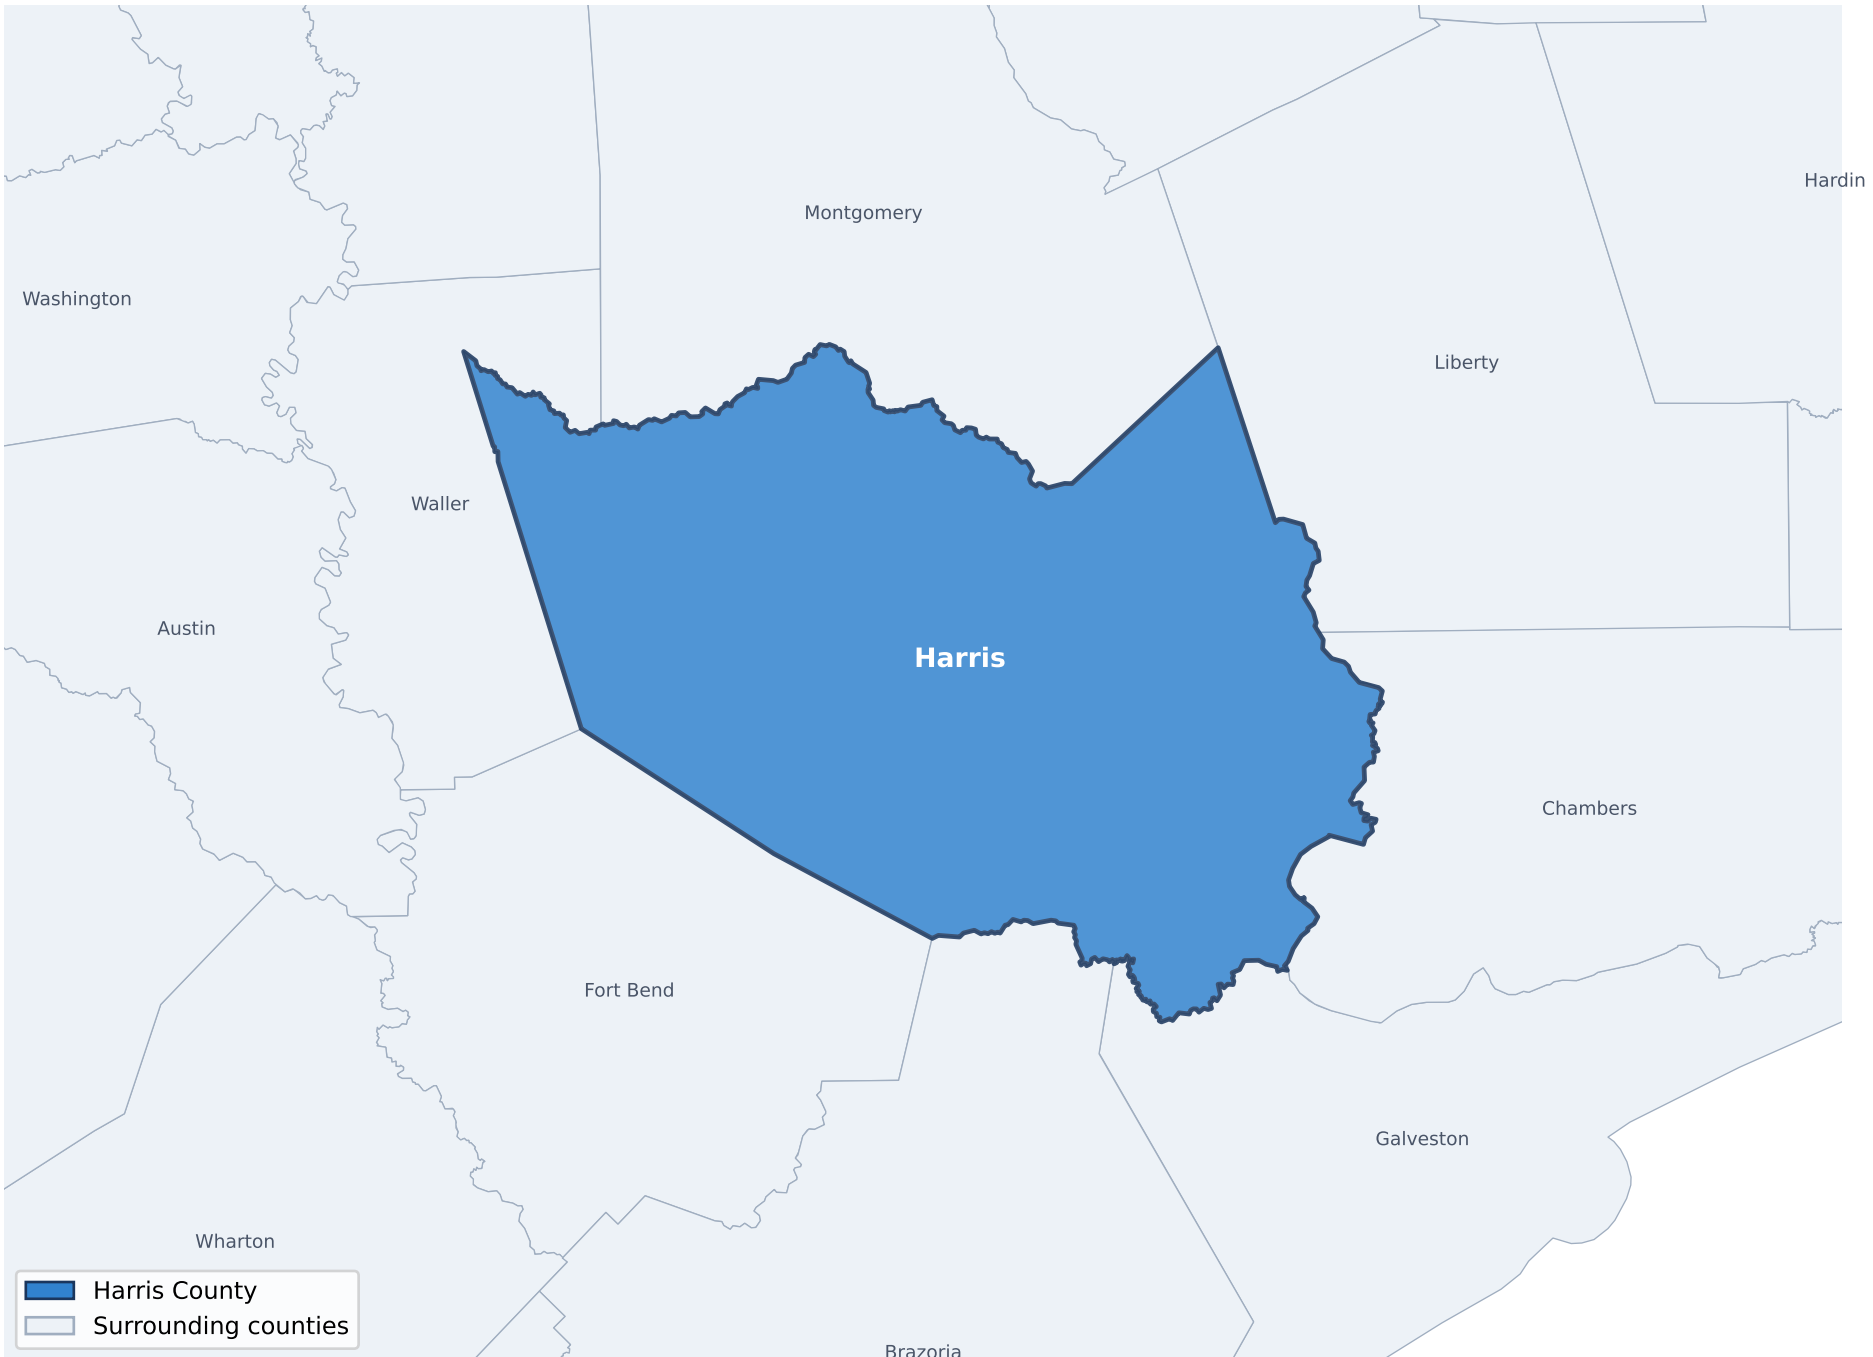 Hardin
Montgomery
Washington
Liberty
Waller
Austin
Harris
Chambers
Fort Bend
Galveston
Wharton
Brazoria
Harris County
Surrounding counties